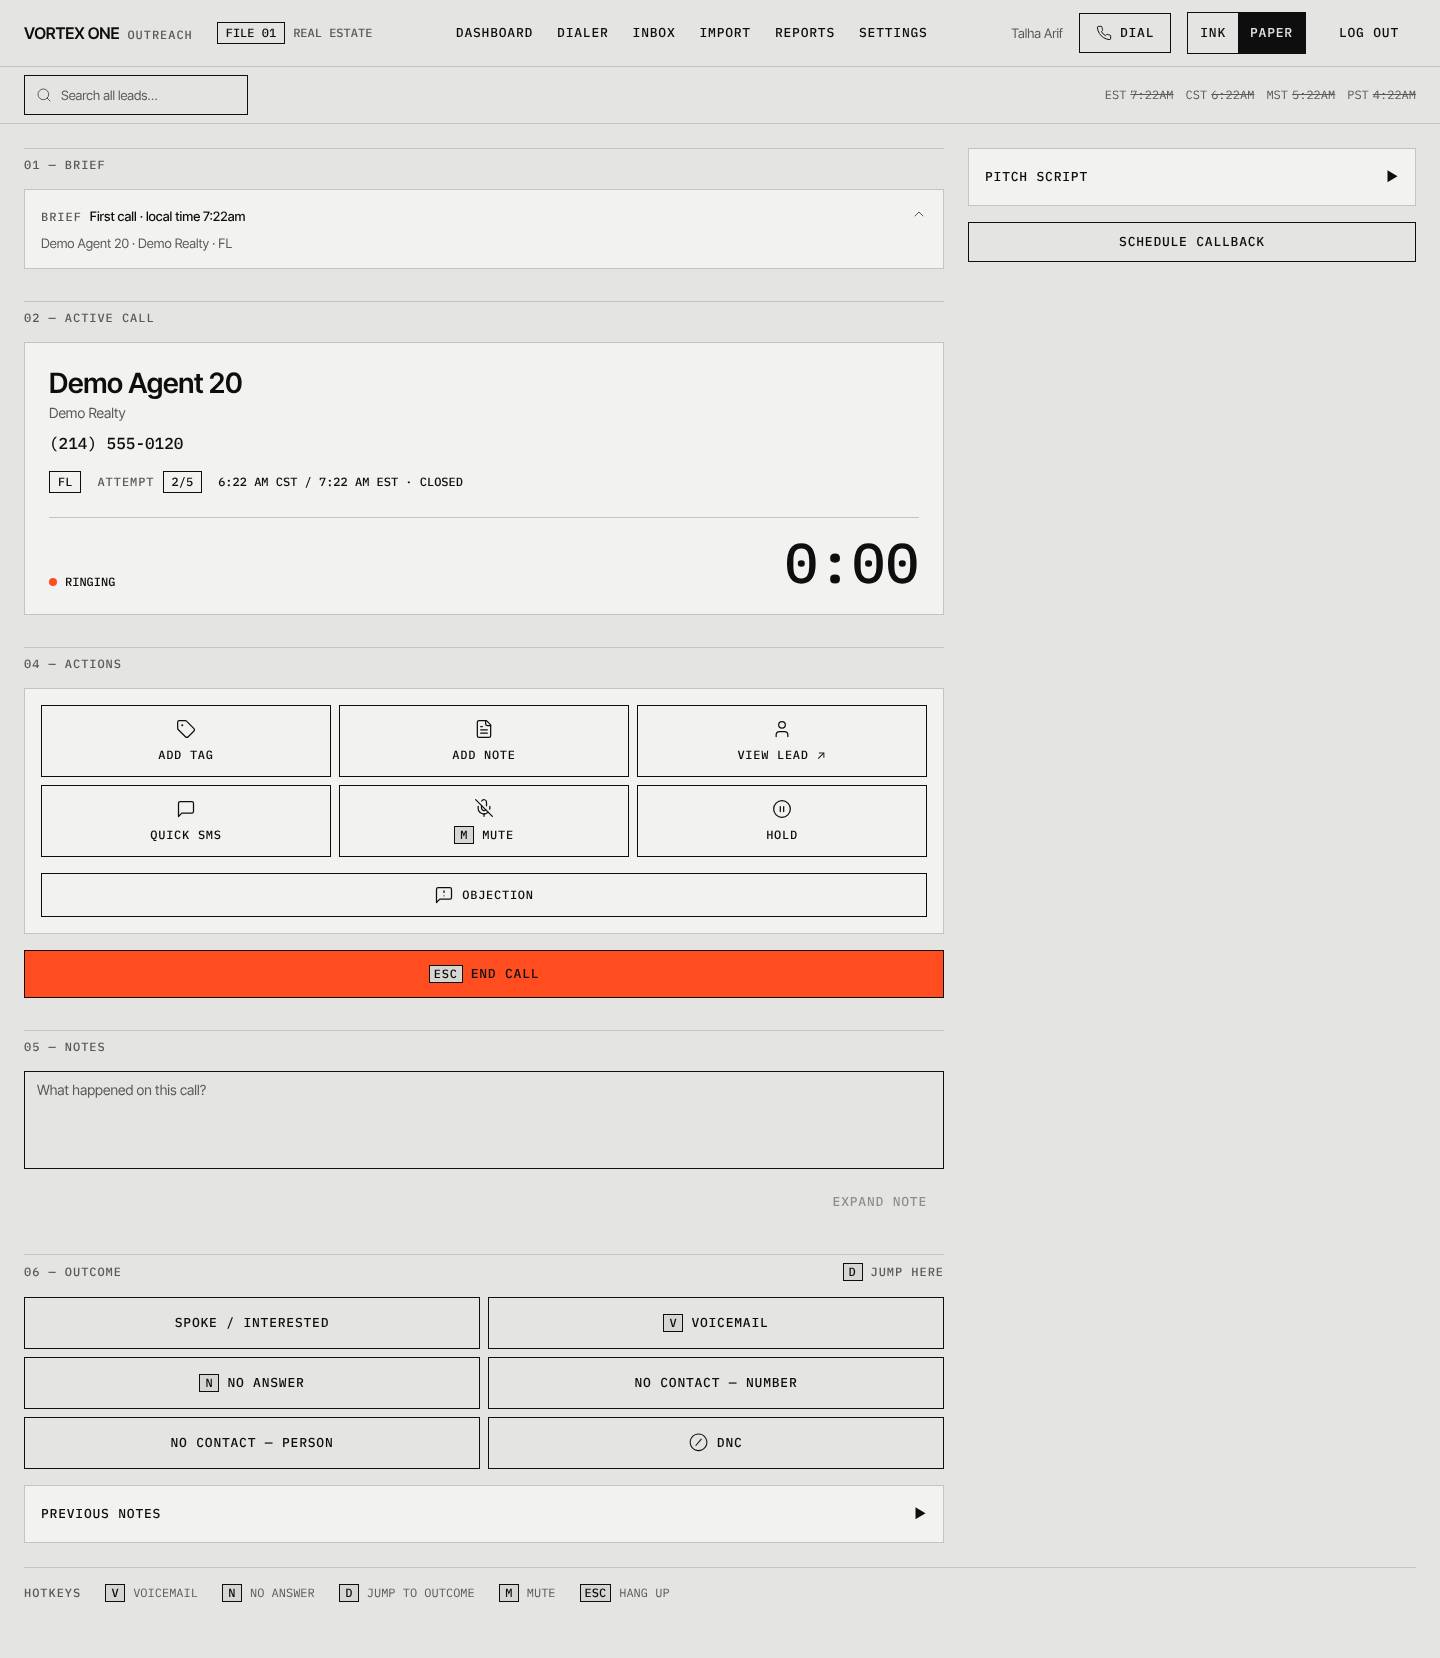 VORTEX ONE OUTREACH FILE 01 REAL ESTATE DASHBOARD DIALER INBOX IMPORT REPORTS SETTINGS Talha Arif DIAL INK PAPER LOG OUT
Search all leads... EST 7:22AM CST 6:22AM MST 5:22AM PST 4:22AM
01 — BRIEF
BRIEF First call · local time 7:22am
Demo Agent 20 · Demo Realty · FL
PITCH SCRIPT
SCHEDULE CALLBACK
02 — ACTIVE CALL
Demo Agent 20
Demo Realty
(214) 555-0120
FL ATTEMPT 2/5 6:22 AM CST / 7:22 AM EST · CLOSED
RINGING 0:00
04 — ACTIONS
ADD TAG ADD NOTE VIEW LEAD ↗
QUICK SMS M MUTE HOLD
OBJECTION
ESC END CALL
05 — NOTES
What happened on this call?
EXPAND NOTE
06 — OUTCOME D JUMP HERE
SPOKE / INTERESTED V VOICEMAIL
N NO ANSWER NO CONTACT — NUMBER
NO CONTACT — PERSON DNC
PREVIOUS NOTES
HOTKEYS V VOICEMAIL N NO ANSWER D JUMP TO OUTCOME M MUTE ESC HANG UP